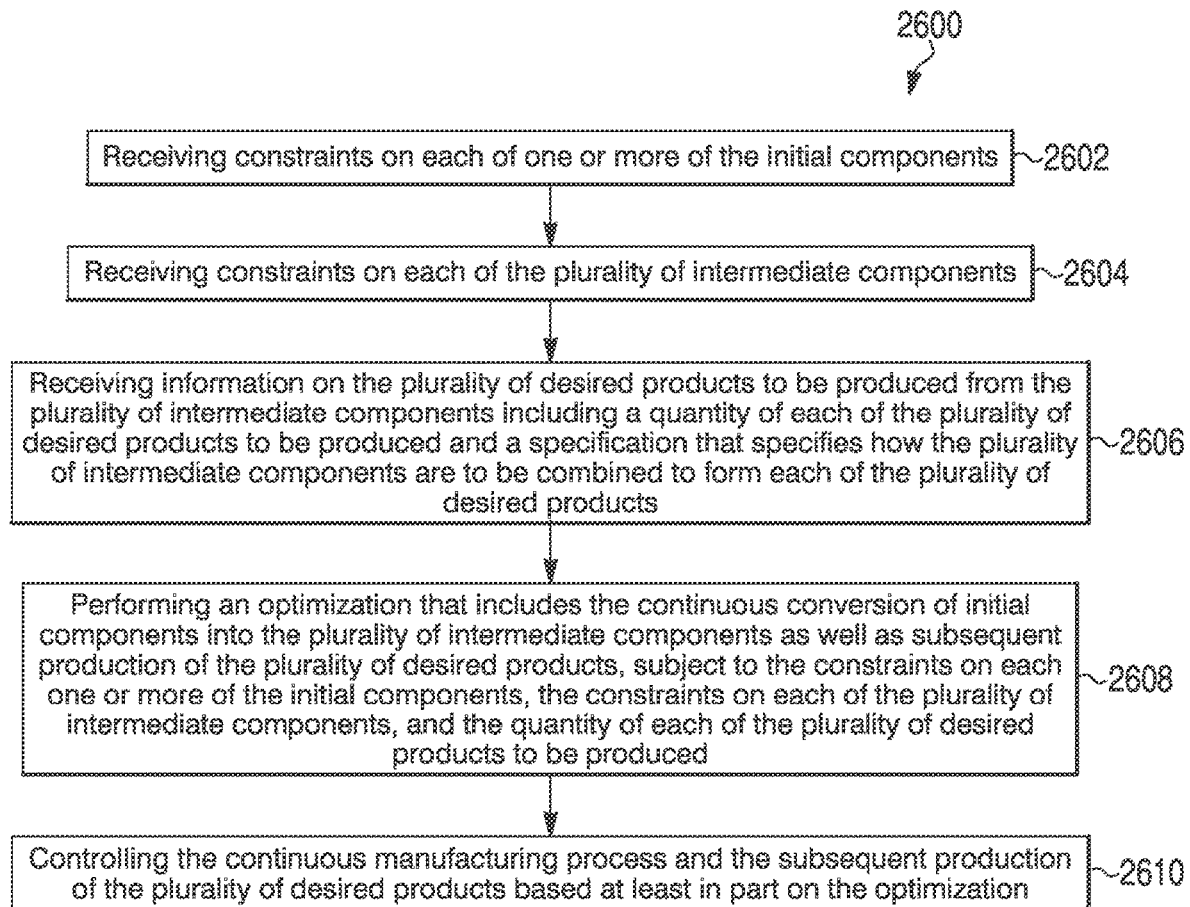 2600
Receiving constraints on each of one or more of the initial components
2602
Receiving constraints on each of the plurality of intermediate components
2604
Receiving information on the plurality of desired products to be produced from the
plurality of intermediate components including a quantity of each of the plurality of
desired products to be produced and a specification that specifies how the plurality
of intermediate components are to be combined to form each of the plurality of
desired products
2606
Performing an optimization that includes the continuous conversion of initial
components into the plurality of intermediate components as well as subsequent
production of the plurality of desired products, subject to the constraints on each
one or more of the initial components, the constraints on each of the plurality of
intermediate components, and the quantity of each of the plurality of desired
products to be produced
2608
Controlling the continuous manufacturing process and the subsequent production
of the plurality of desired products based at least in part on the optimization
2610